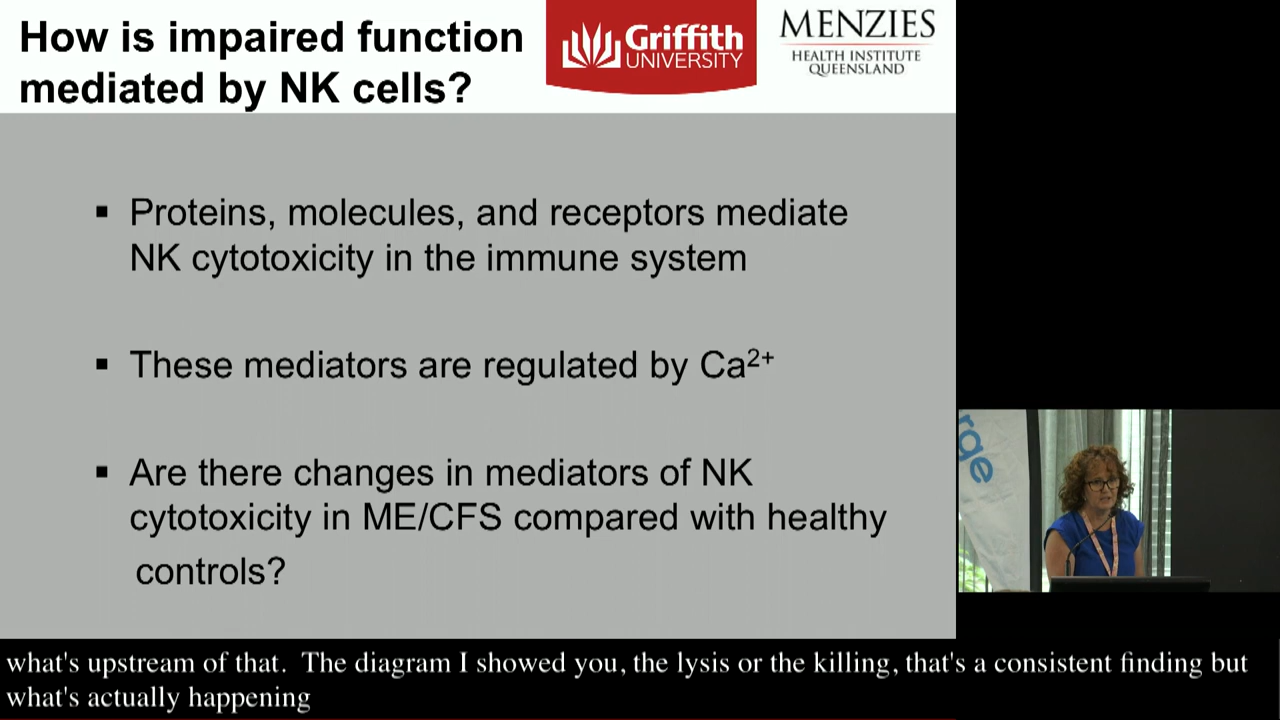 How is impaired function
mediated by NK cells?
Griffith
UNIVERSITY
MENZIES
HEALTH INSTITUTE
QUEENSLAND
▪ Proteins, molecules, and receptors mediate
NK cytotoxicity in the immune system
▪ These mediators are regulated by Ca²⁺
▪ Are there changes in mediators of NK
cytotoxicity in ME/CFS compared with healthy
controls?
rge
what's upstream of that.  The diagram I showed you, the lysis or the killing, that's a consistent finding but
what's actually happening